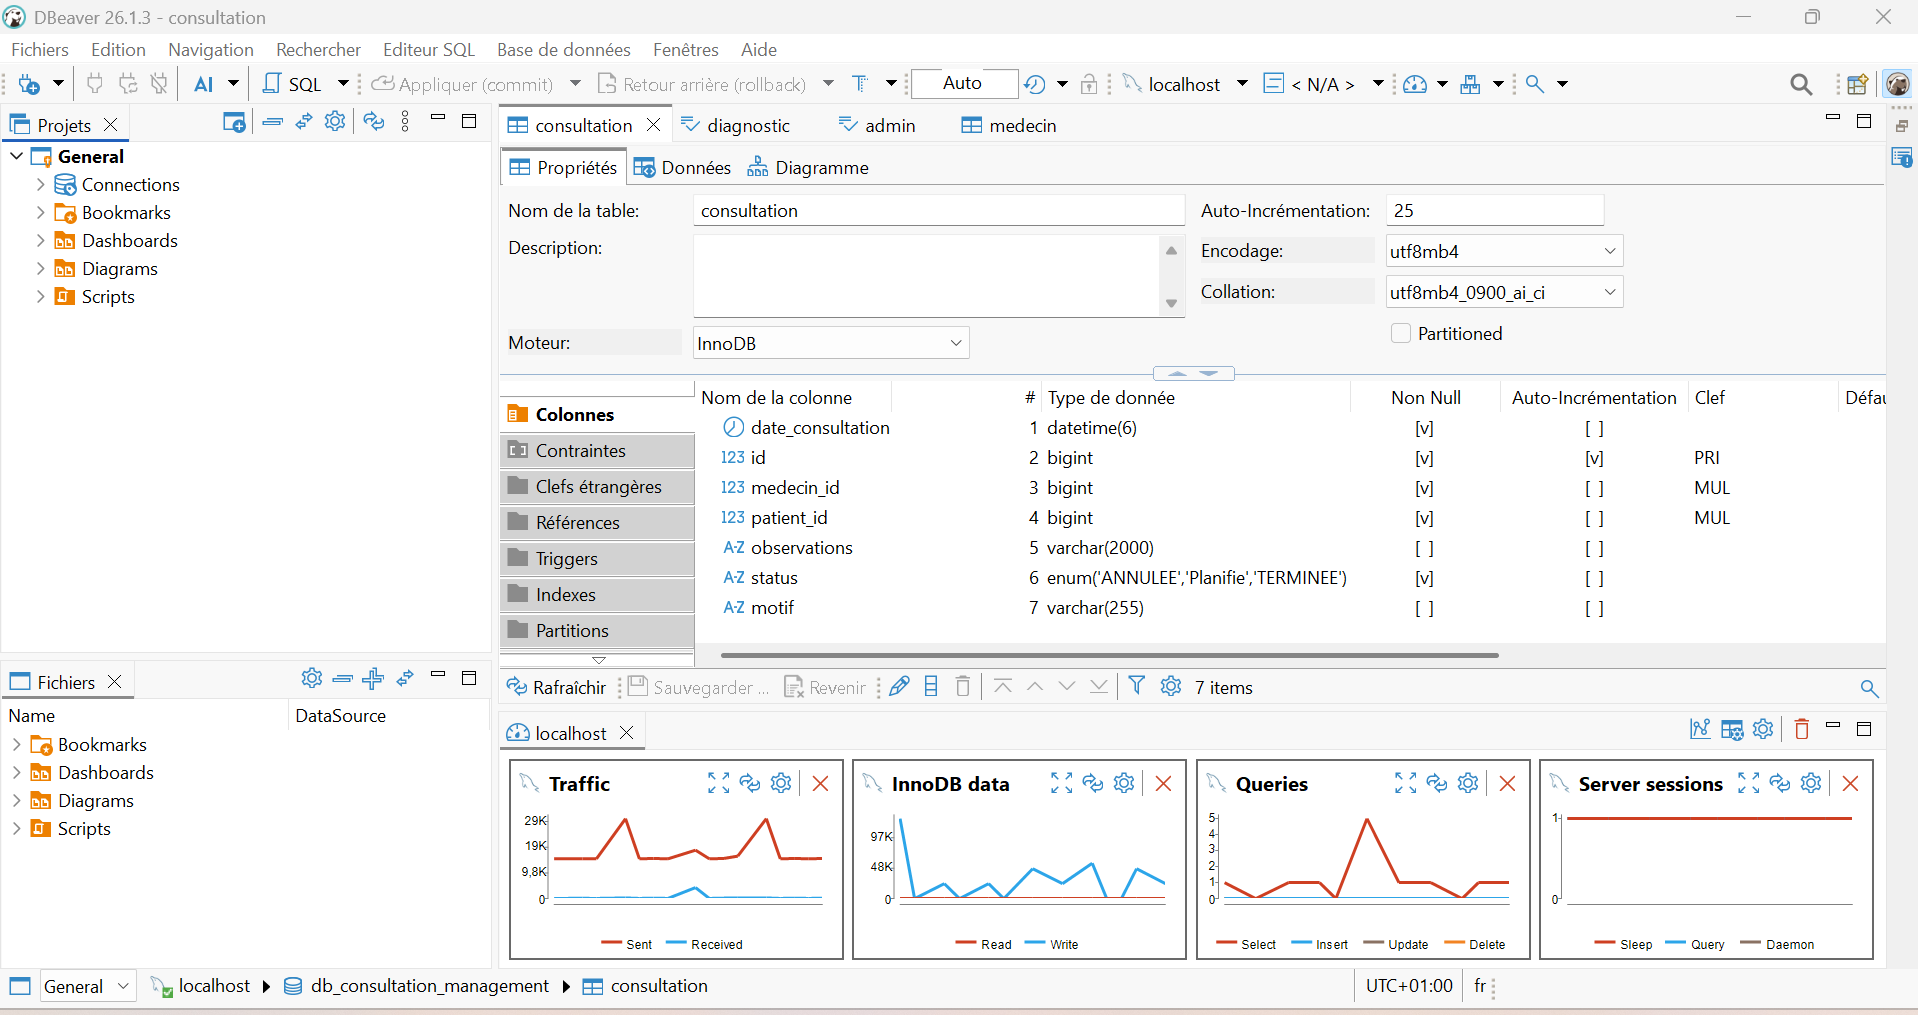 DBeaver 26.1.3 - consultation
Fichiers Edition Navigation Rechercher Editeur SQL Base de données Fenêtres Aide
AI SQL Appliquer (commit) Retour arrière (rollback) T Auto localhost < N/A >
Projets
General
Connections
Bookmarks
Dashboards
Diagrams
Scripts
consultation diagnostic admin medecin
Propriétés Données Diagramme
Nom de la table: consultation Auto-Incrémentation: 25
Description: Encodage: utf8mb4
Collation: utf8mb4_0900_ai_ci
Moteur: InnoDB Partitioned
Colonnes
Contraintes
Clefs étrangères
Références
Triggers
Indexes
Partitions
Nom de la colonne # Type de donnée Non Null Auto-Incrémentation Clef Défau
date_consultation 1 datetime(6) [v] [ ]
123 id 2 bigint [v] [v] PRI
123 medecin_id 3 bigint [v] [ ] MUL
123 patient_id 4 bigint [v] [ ] MUL
A-Z observations 5 varchar(2000) [ ] [ ]
A-Z status 6 enum('ANNULEE','Planifie','TERMINEE') [v] [ ]
A-Z motif 7 varchar(255) [ ] [ ]
Rafraîchir Sauvegarder ... Revenir 7 items
Fichiers
Name DataSource
Bookmarks
Dashboards
Diagrams
Scripts
localhost
Traffic
29K
19K
9,8K
0
Sent Received
InnoDB data
97K
48K
0
Read Write
Queries
5
4
3
2
1
0
Select Insert Update Delete
Server sessions
1
0
Sleep Query Daemon
General localhost db_consultation_management consultation UTC+01:00 fr